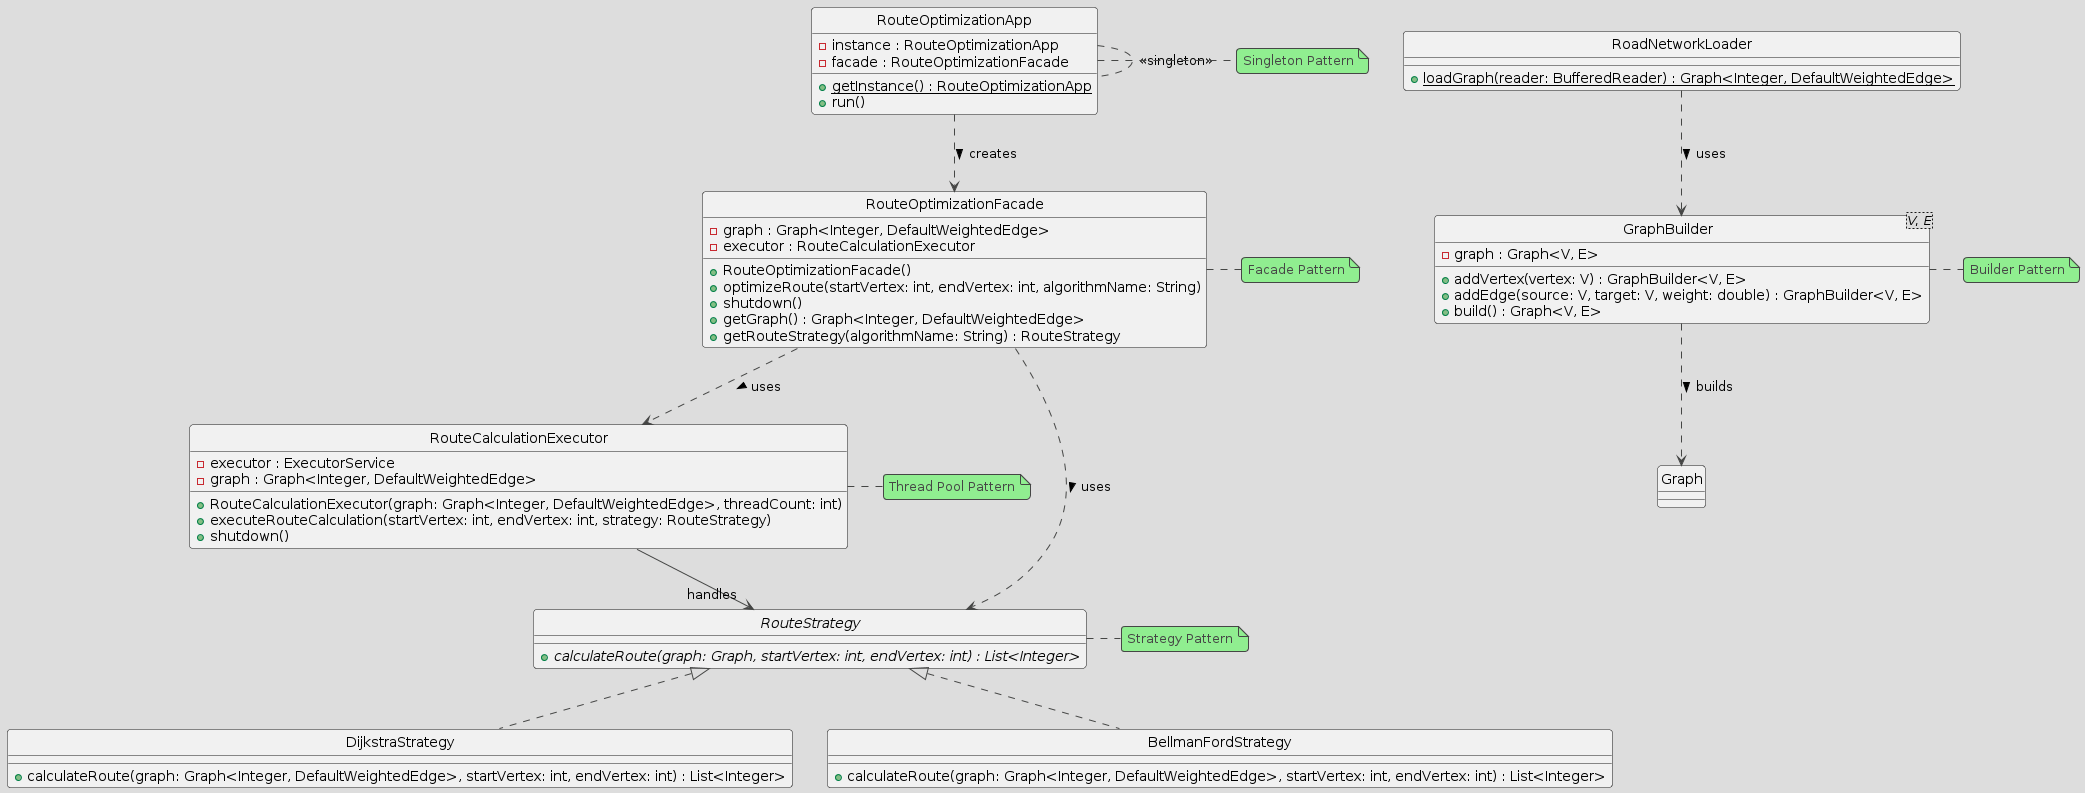 RouteOptimizationApp
instance : RouteOptimizationApp
facade : RouteOptimizationFacade
getInstance() : RouteOptimizationApp
run()
«singleton»
Singleton Pattern
RoadNetworkLoader
loadGraph(reader: BufferedReader) : Graph<Integer, DefaultWeightedEdge>
creates
uses
RouteOptimizationFacade
graph : Graph<Integer, DefaultWeightedEdge>
executor : RouteCalculationExecutor
RouteOptimizationFacade()
optimizeRoute(startVertex: int, endVertex: int, algorithmName: String)
shutdown()
getGraph() : Graph<Integer, DefaultWeightedEdge>
getRouteStrategy(algorithmName: String) : RouteStrategy
Facade Pattern
V, E
GraphBuilder
graph : Graph<V, E>
addVertex(vertex: V) : GraphBuilder<V, E>
addEdge(source: V, target: V, weight: double) : GraphBuilder<V, E>
build() : Graph<V, E>
Builder Pattern
uses
builds
RouteCalculationExecutor
executor : ExecutorService
graph : Graph<Integer, DefaultWeightedEdge>
RouteCalculationExecutor(graph: Graph<Integer, DefaultWeightedEdge>, threadCount: int)
executeRouteCalculation(startVertex: int, endVertex: int, strategy: RouteStrategy)
shutdown()
Thread Pool Pattern
uses
Graph
handles
RouteStrategy
calculateRoute(graph: Graph, startVertex: int, endVertex: int) : List<Integer>
Strategy Pattern
DijkstraStrategy
calculateRoute(graph: Graph<Integer, DefaultWeightedEdge>, startVertex: int, endVertex: int) : List<Integer>
BellmanFordStrategy
calculateRoute(graph: Graph<Integer, DefaultWeightedEdge>, startVertex: int, endVertex: int) : List<Integer>